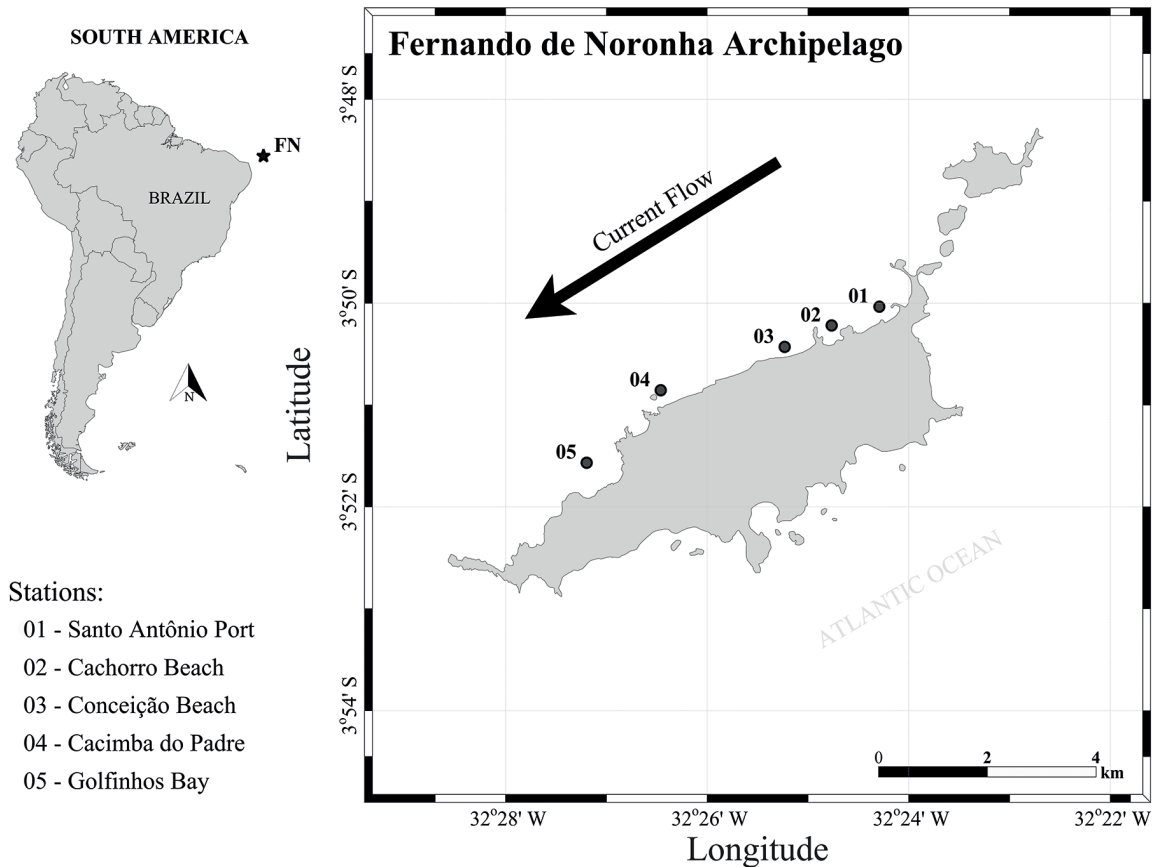 SOUTH AMERICA
FN
BRAZIL
N
Fernando de Noronha Archipelago
Current Flow
01
02
03
04
05
ATLANTIC OCEAN
0 2 4
km
3°48' S
3°50' S
3°52' S
3°54' S
Latitude
32°28' W 32°26' W 32°24' W 32°22' W
Longitude
Stations:
01 - Santo Antônio Port
02 - Cachorro Beach
03 - Conceição Beach
04 - Cacimba do Padre
05 - Golfinhos Bay